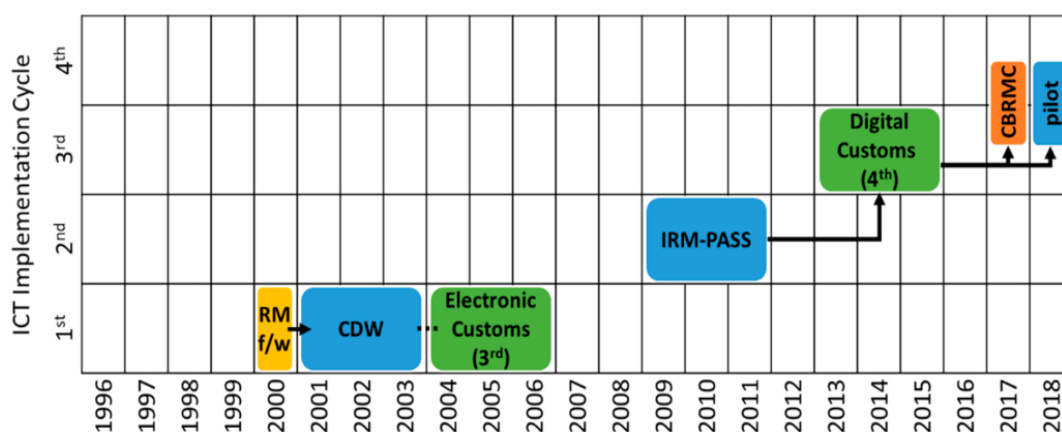 ICT Implementation Cycle
4th
3rd
2nd
1st
CBRMC
pilot
Digital
Customs
(4th)
IRM-PASS
RM
f/w
CDW
Electronic
Customs
(3rd)
1996
1997
1998
1999
2000
2001
2002
2003
2004
2005
2006
2007
2008
2009
2010
2011
2012
2013
2014
2015
2016
2017
2018